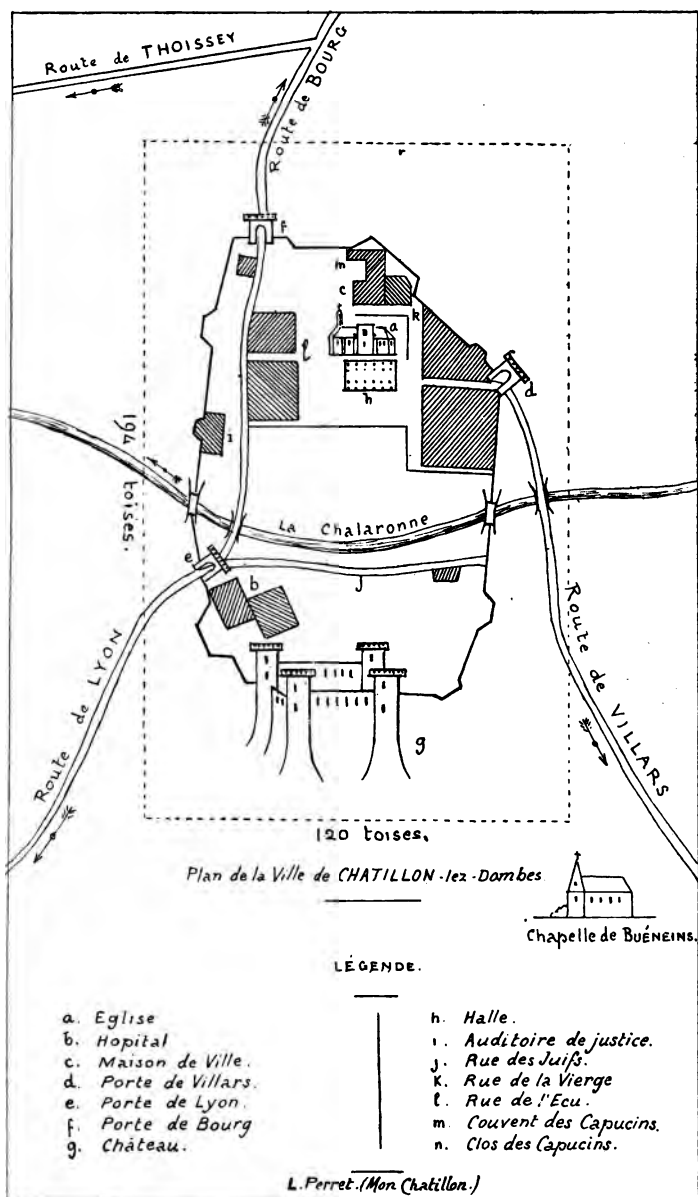 Route de THOISSEY
Route de BOURG
r
f
m
c
k
a
l
h
d
i
194 toises.
La Chalaronne
e
b
j
Route de LYON
Route de VILLARS
g
120 toises.
Plan de la Ville de CHATILLON-lez-Dombes
Chapelle de BUÉNEINS.
LÉGENDE.
a. Eglise
b. Hopital
c. Maison de Ville.
d. Porte de Villars.
e. Porte de Lyon.
f. Porte de Bourg
g. Château.
h. Halle.
ı. Auditoire de justice.
j. Rue des Juifs.
K. Rue de la Vierge
l. Rue de l'Ecu.
m. Couvent des Capucins.
n. Clos des Capucins.
L. Perret. (Mon Chatillon.)